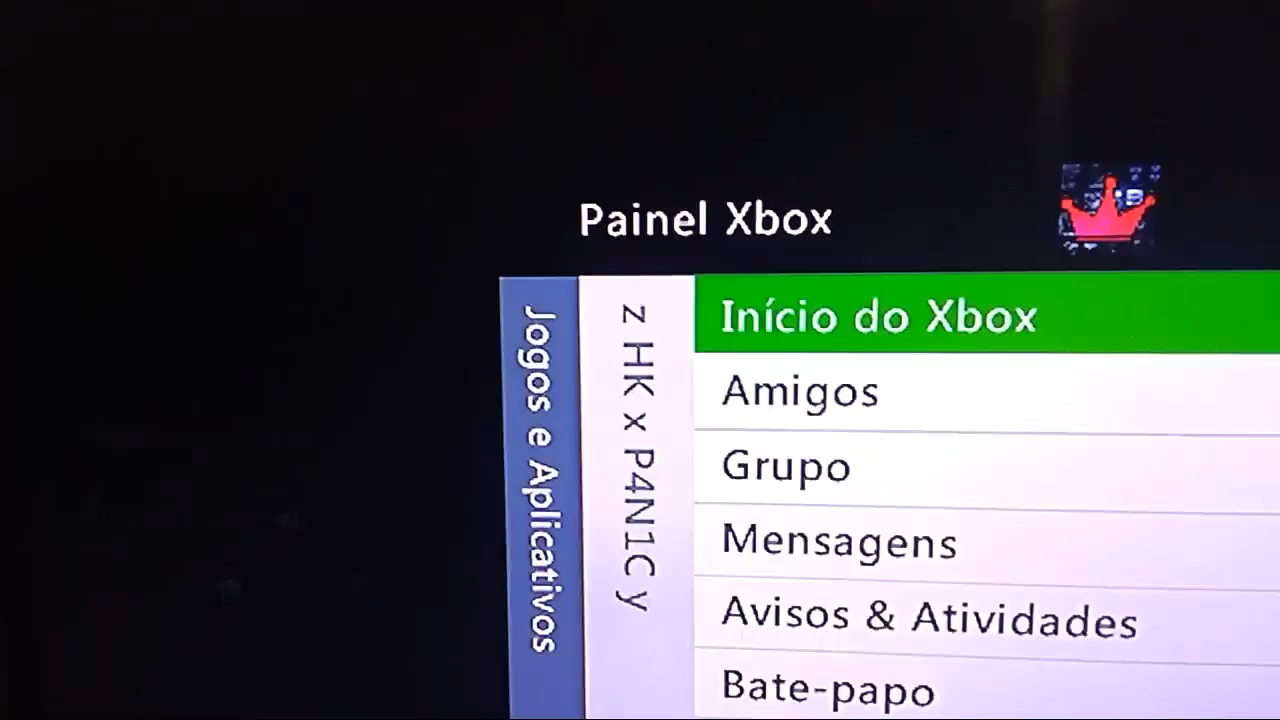 Painel Xbox
Jogos e Aplicativos
z HK x P4N1C y
Início do Xbox
Amigos
Grupo
Mensagens
Avisos & Atividades
Bate-papo